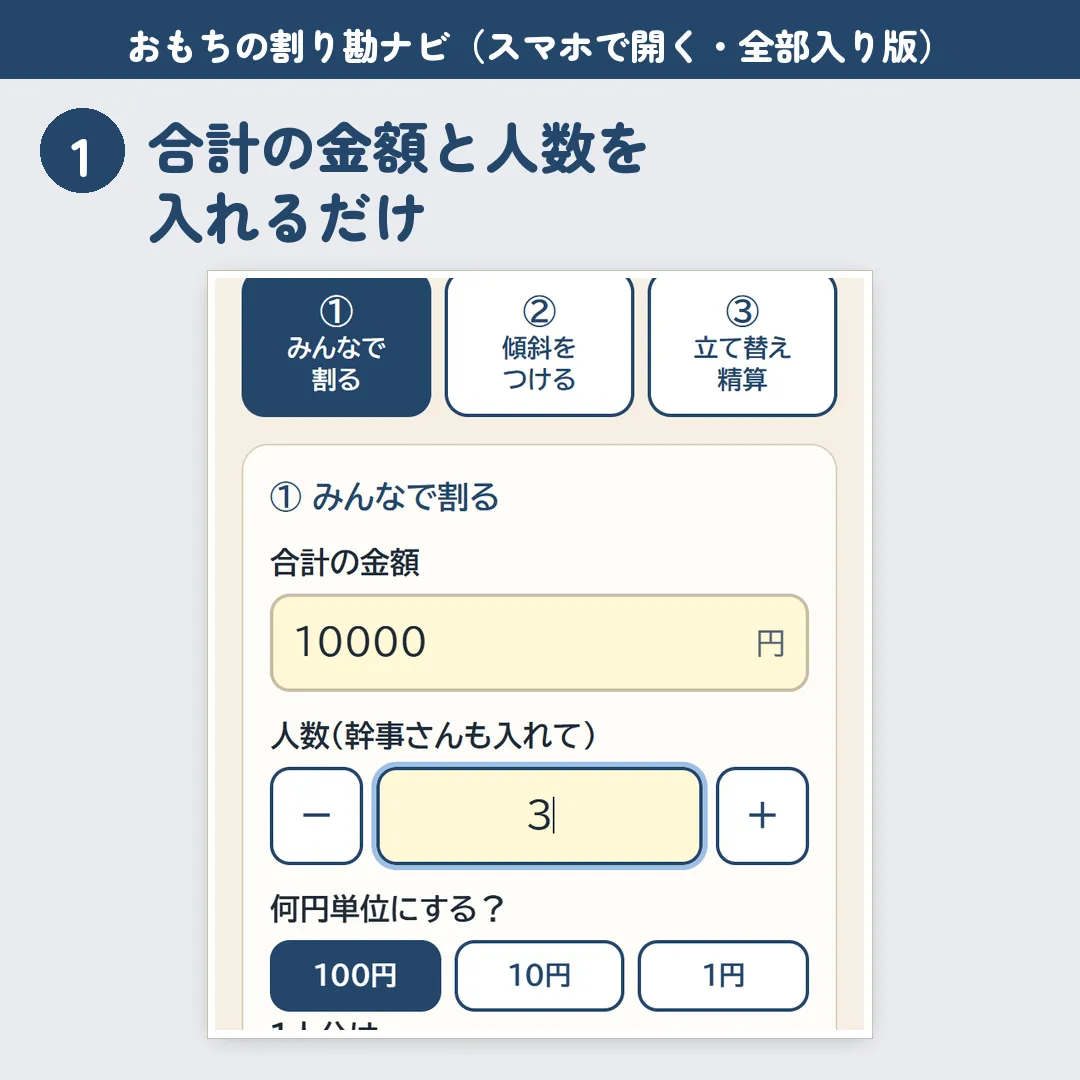 おもちの割り勘ナビ（スマホで開く・全部入り版）
1
合計の金額と人数を
入れるだけ
①
みんなで
割る
②
傾斜を
つける
③
立て替え
精算
① みんなで割る
合計の金額
10000
円
人数(幹事さんも入れて)
−
3
+
何円単位にする？
100円
10円
1円